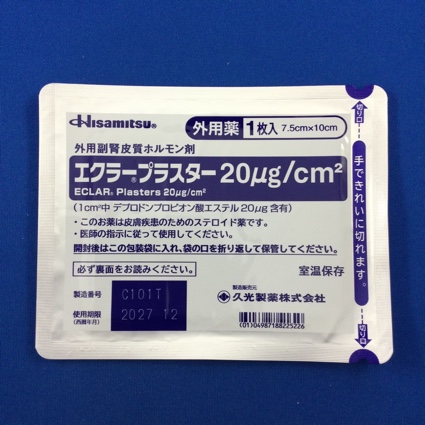 Hisamitsu®
外用薬 1枚入 7.5cm×10cm
外用副腎皮質ホルモン剤
エクラー®プラスター 20μg/cm²
ECLAR® Plasters 20μg/cm²
(1cm²中 デプロドンプロピオン酸エステル 20μg 含有)
・このお薬は皮膚疾患のためのステロイド薬です。
・医師の指示に従って使用してください。
開封後はこの包装袋に入れ、袋の口を折り返して保管してください。
必ず裏面をお読みください。
室温保存
製造番号 C101T
使用期限 (西暦年月) 2027 12
製造販売元
久光製薬株式会社
(01)04987188225226
切り口
手できれいに切れます。
切り口